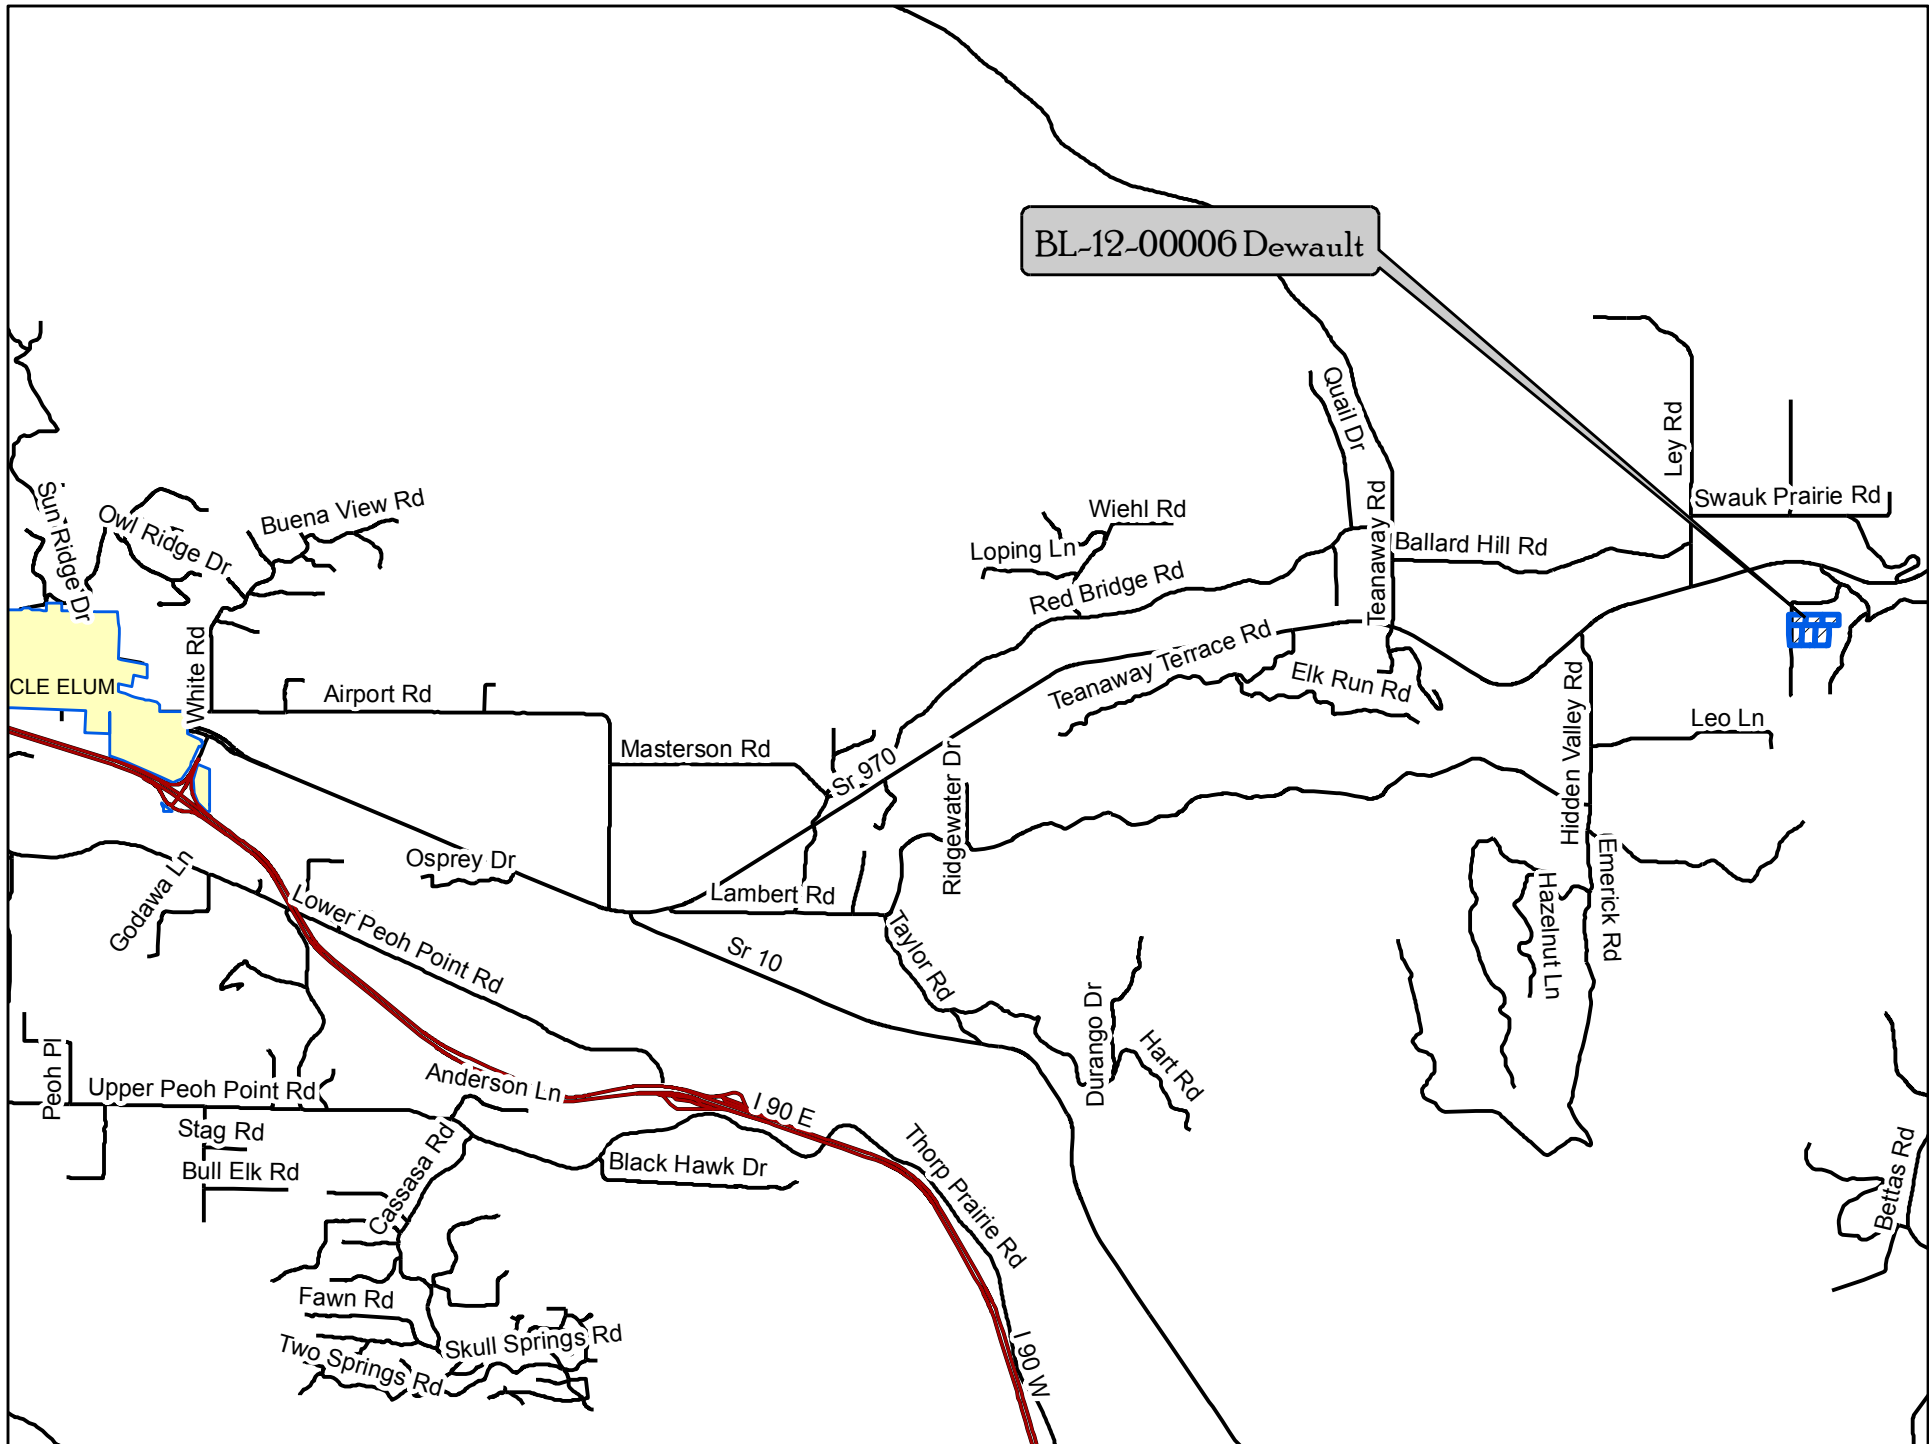 BL-12-00006 Dewault
Quail Dr
Ley Rd
Swauk Prairie Rd
Teanaway Rd
Ballard Hill Rd
Wiehl Rd
Loping Ln
Red Bridge Rd
Buena View Rd
Owl Ridge Dr
Sun Ridge Dr
White Rd
CLE ELUM
Airport Rd
Teanaway Terrace Rd
Elk Run Rd
Hidden Valley Rd
Leo Ln
Masterson Rd
Sr 970
Ridgewater Dr
Osprey Dr
Lambert Rd
Godawa Ln
Lower Peoh Point Rd
Sr 10
Taylor Rd
Hazelnut Ln
Emerick Rd
Durango Dr
Hart Rd
Peoh Pl
Upper Peoh Point Rd
Anderson Ln
I 90 E
Stag Rd
Bull Elk Rd
Cassasa Rd
Black Hawk Dr
Thorp Prairie Rd
Bettas Rd
Fawn Rd
Skull Springs Rd
Two Springs Rd
I 90 W